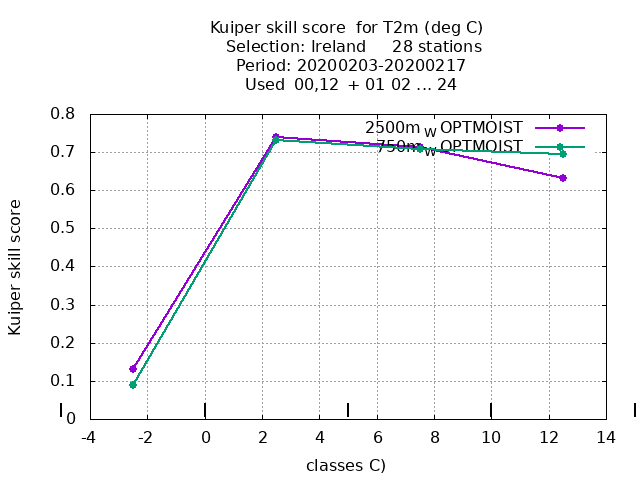 Kuiper skill score for T2m (deg C)
Selection: Ireland 28 stations
Period: 20200203-20200217
Used 00,12 + 01 02 ... 24
2500m W OPTMOIST
750m W OPTMOIST
Kuiper skill score
0.8
0.7
0.6
0.5
0.4
0.3
0.2
0.1
0
-4 -2 0 2 4 6 8 10 12 14
classes C)